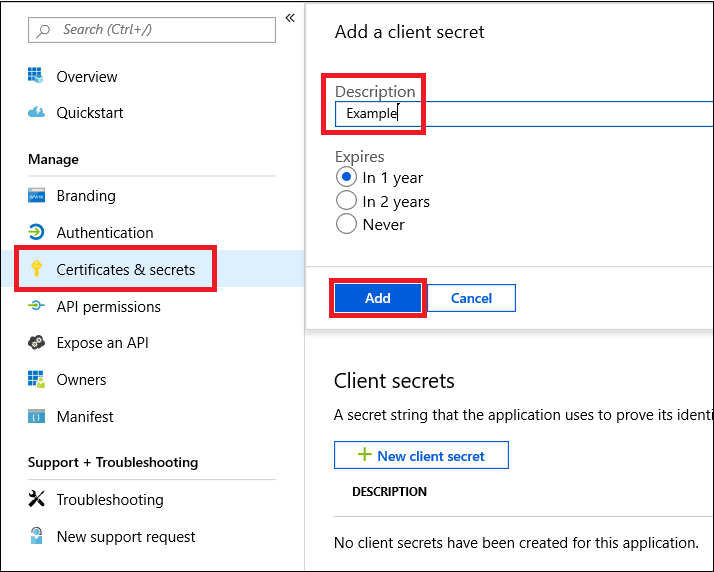 Search (Ctrl+/)
«
Overview
Quickstart
Manage
Branding
Authentication
Certificates & secrets
API permissions
Expose an API
Owners
Manifest
Support + Troubleshooting
Troubleshooting
New support request
Add a client secret
Description
Example
Expires
In 1 year
In 2 years
Never
Add Cancel
Client secrets
A secret string that the application uses to prove its identi
+ New client secret
DESCRIPTION
No client secrets have been created for this application.